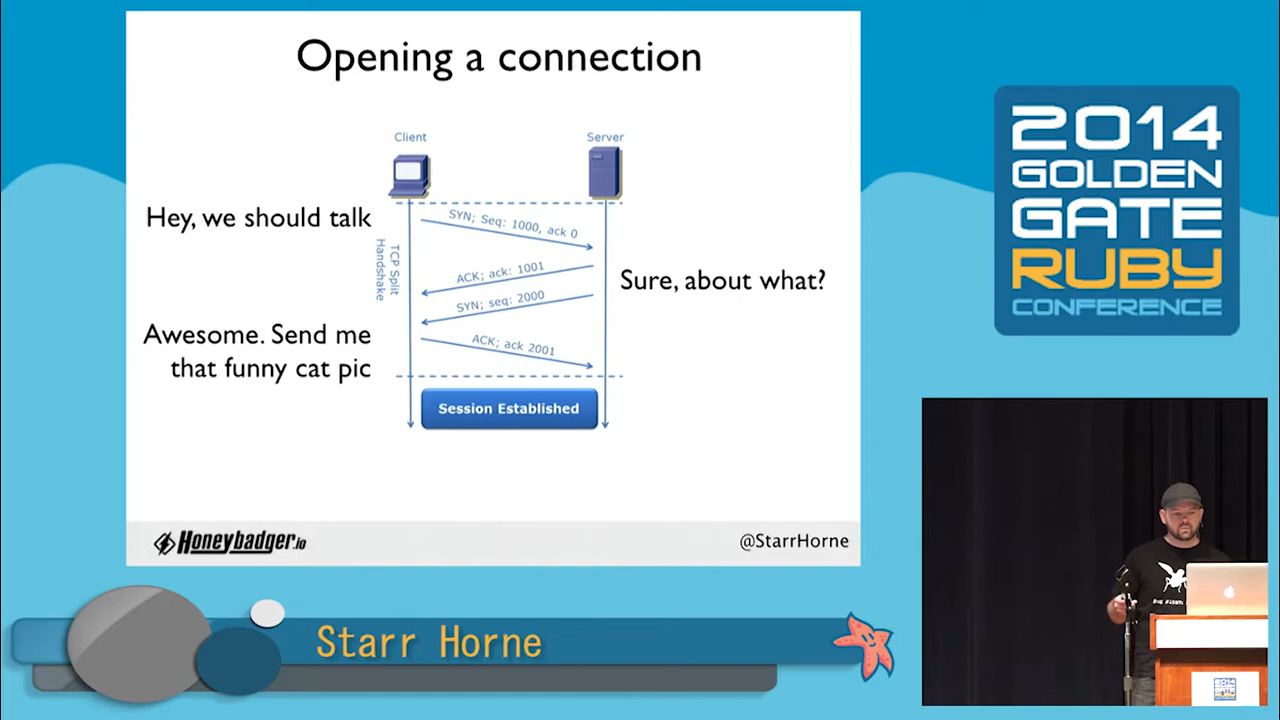 Opening a connection
Client
Server
Hey, we should talk
SYN; Seq: 1000, ack 0
TCP Split
Handshake
ACK; ack: 1001
Sure, about what?
SYN; seq: 2000
Awesome. Send me
that funny cat pic
ACK; ack 2001
Session Established
Honeybadger.io
@StarrHorne
2014
GOLDEN
GATE
RUBY
CONFERENCE
Starr Horne